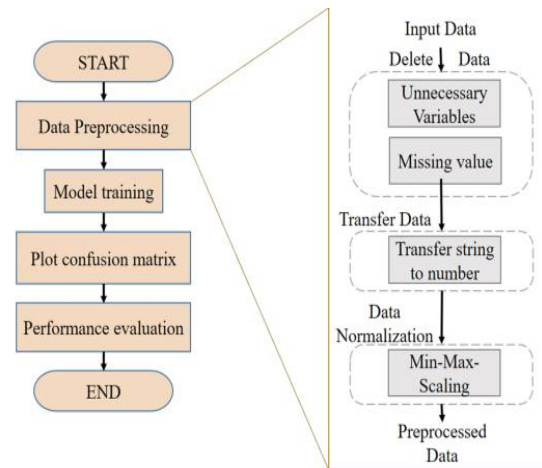 START
Data Preprocessing
Model training
Plot confusion matrix
Performance evaluation
END
Input Data
Delete Data
Unnecessary
Variables
Missing value
Transfer Data
Transfer string
to number
Data
Normalization
Min-Max-
Scaling
Preprocessed
Data